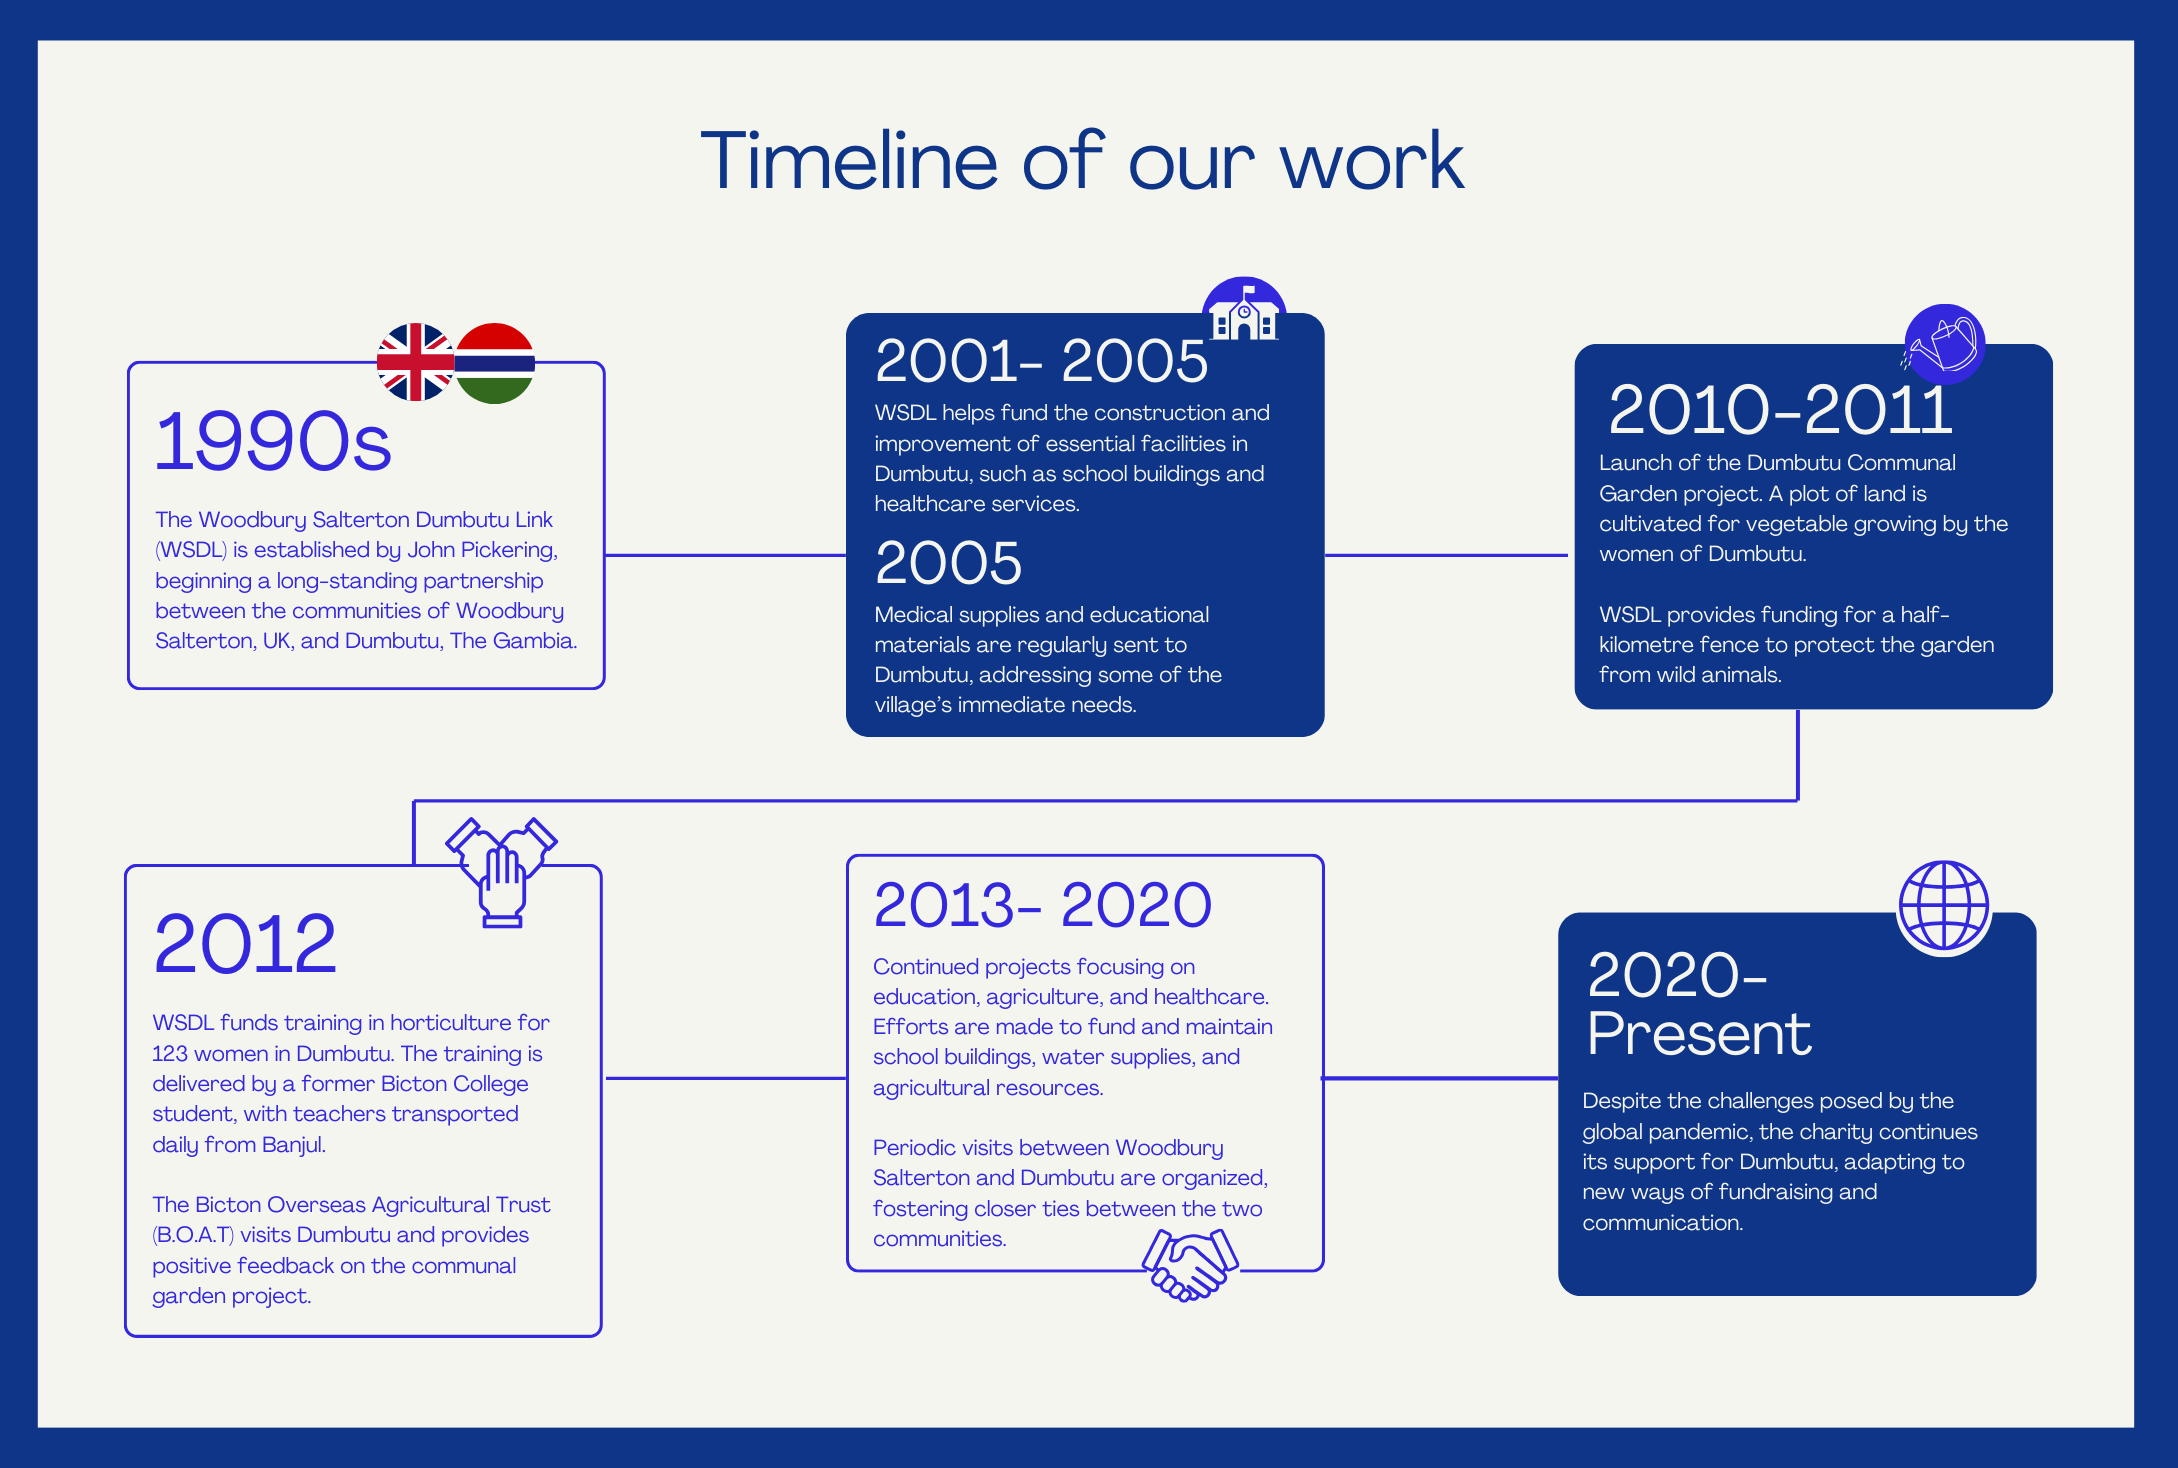 Timeline of our work
1990s
The Woodbury Salterton Dumbutu Link
(WSDL) is established by John Pickering,
beginning a long-standing partnership
between the communities of Woodbury
Salterton, UK, and Dumbutu, The Gambia.
2001- 2005
WSDL helps fund the construction and
improvement of essential facilities in
Dumbutu, such as school buildings and
healthcare services.
2005
Medical supplies and educational
materials are regularly sent to
Dumbutu, addressing some of the
village's immediate needs.
2010-2011
Launch of the Dumbutu Communal
Garden project. A plot of land is
cultivated for vegetable growing by the
women of Dumbutu.
WSDL provides funding for a half-
kilometre fence to protect the garden
from wild animals.
2012
WSDL funds training in horticulture for
123 women in Dumbutu. The training is
delivered by a former Bicton College
student, with teachers transported
daily from Banjul.
The Bicton Overseas Agricultural Trust
(B.O.A.T) visits Dumbutu and provides
positive feedback on the communal
garden project.
2013- 2020
Continued projects focusing on
education, agriculture, and healthcare.
Efforts are made to fund and maintain
school buildings, water supplies, and
agricultural resources.
Periodic visits between Woodbury
Salterton and Dumbutu are organized,
fostering closer ties between the two
communities.
2020-
Present
Despite the challenges posed by the
global pandemic, the charity continues
its support for Dumbutu, adapting to
new ways of fundraising and
communication.